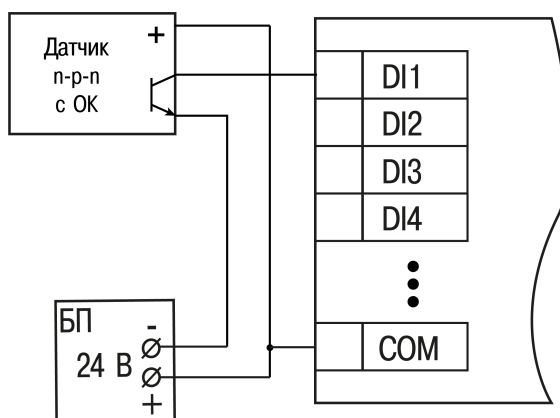 Датчик
n-p-n
с ОК
+
DI1
DI2
DI3
DI4
COM
БП
-
24 В
+